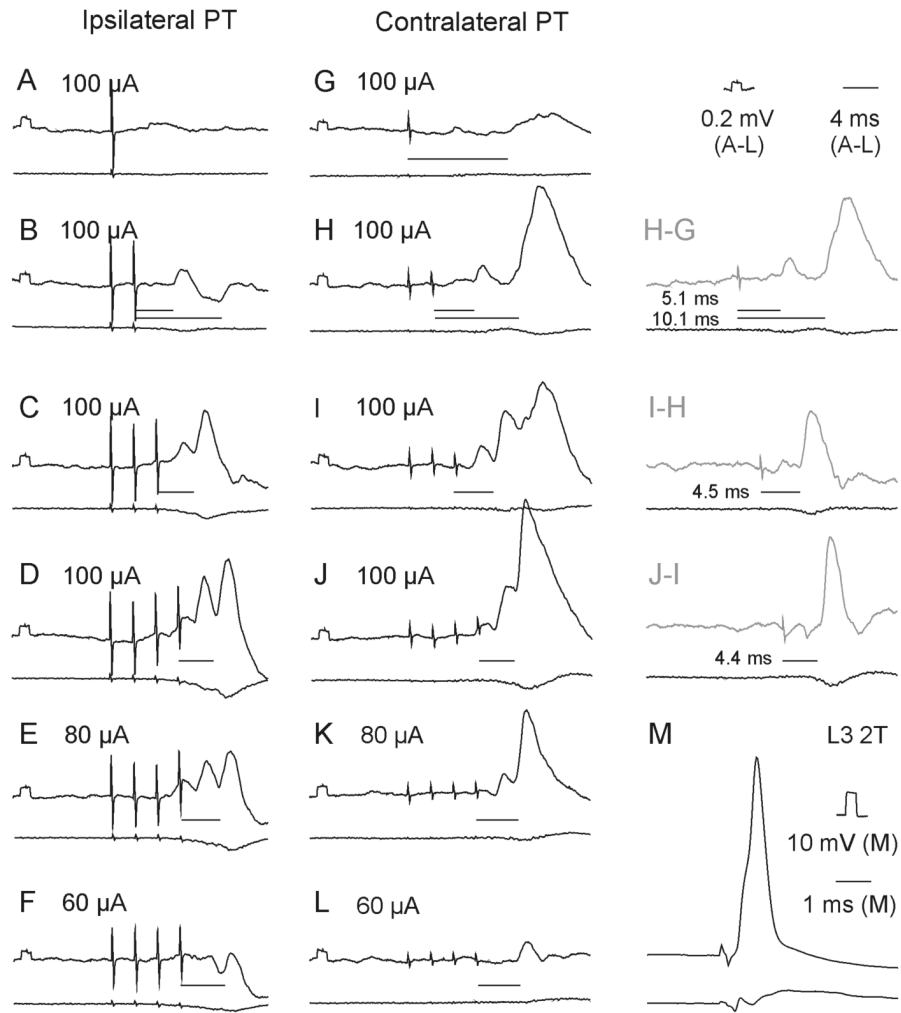 Ipsilateral PT
Contralateral PT
A 100 μA
G 100 μA
0.2 mV
(A-L)
4 ms
(A-L)
B 100 μA
H 100 μA
H-G
5.1 ms
10.1 ms
C 100 μA
I 100 μA
I-H
4.5 ms
D 100 μA
J 100 μA
J-I
4.4 ms
E 80 μA
K 80 μA
M L3 2T
10 mV (M)
1 ms (M)
F 60 μA
L 60 μA